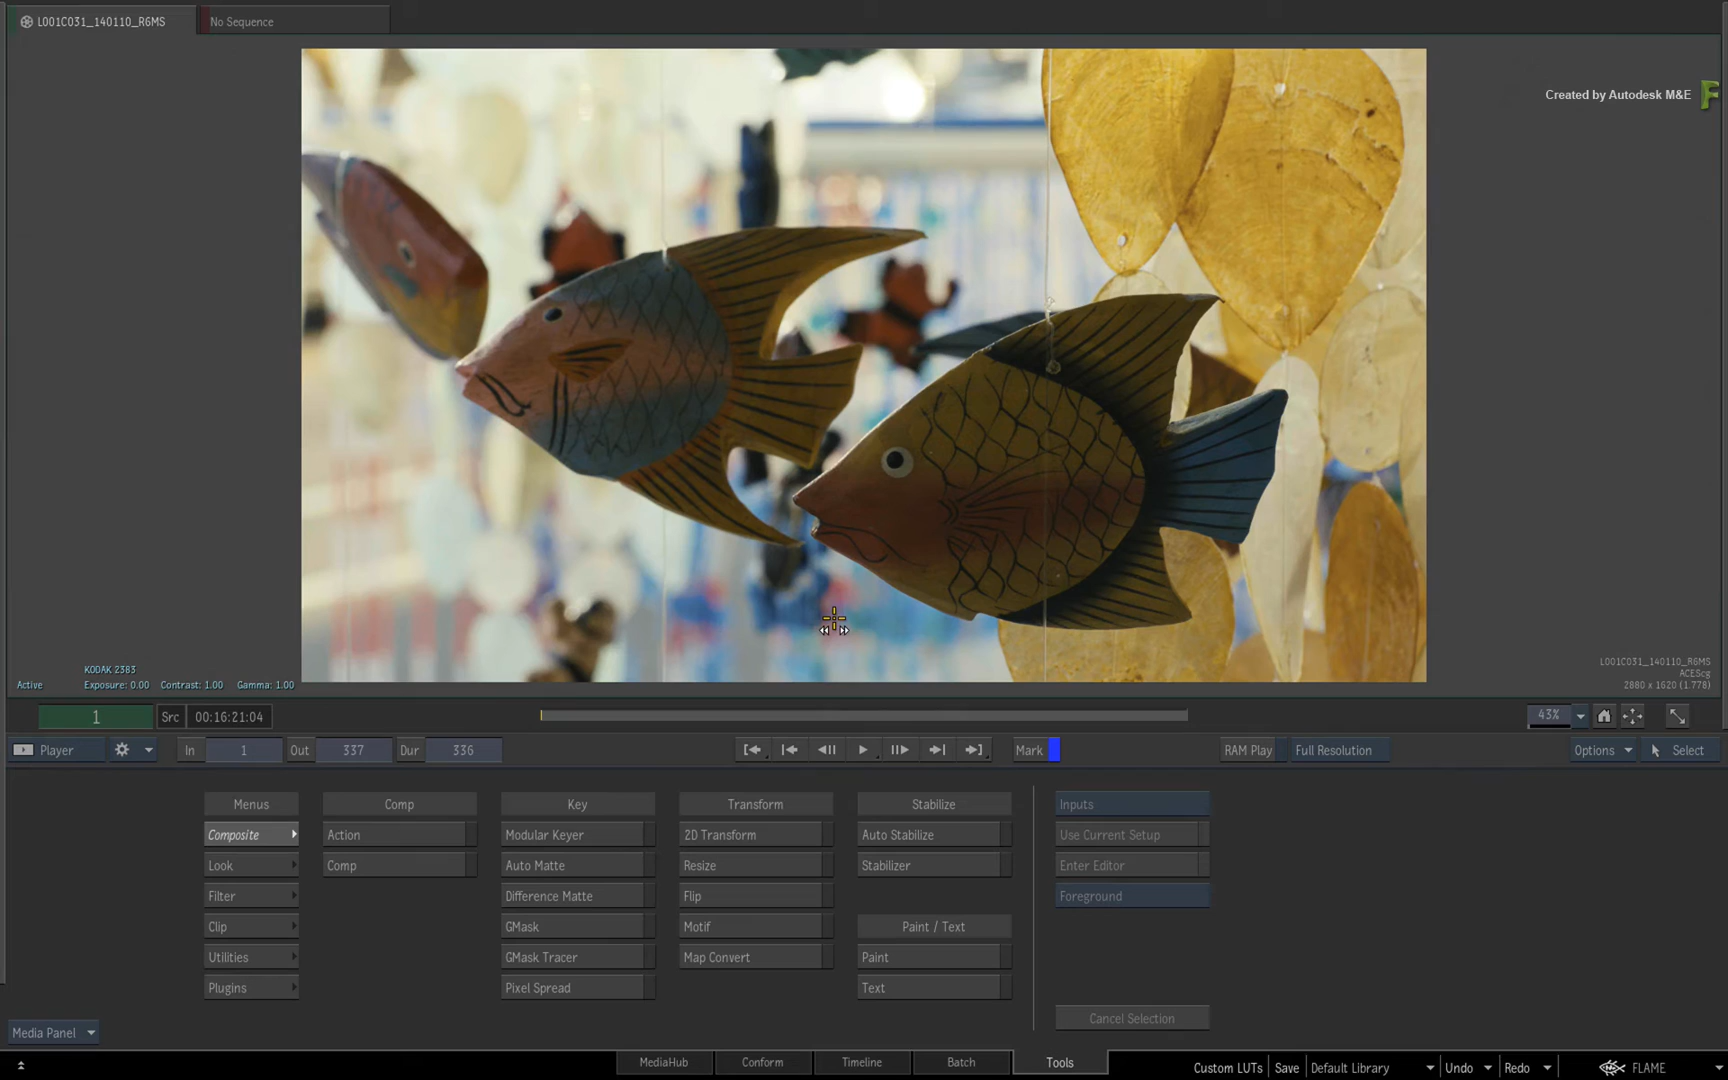 L001C031_140110_R6MS
No Sequence
Created by Autodesk M&E
KODAK 2383
Active Exposure: 0.00 Contrast: 1.00 Gamma: 1.00
L001C031_140110_R6MS
ACEScg
2880 x 1620 (1.778)
1 Src 00:16:21:04 43%
Player In 1 Out 337 Dur 336 Mark RAM Play Full Resolution Options Select
Menus Comp Key Transform Stabilize Inputs
Composite Action Modular Keyer 2D Transform Auto Stabilize Use Current Setup
Look Comp Auto Matte Resize Stabilizer Enter Editor
Filter Difference Matte Flip Foreground
Clip GMask Motif Paint / Text
Utilities GMask Tracer Map Convert Paint
Plugins Pixel Spread Text
Cancel Selection
Media Panel
MediaHub Conform Timeline Batch Tools Custom LUTs Save Default Library Undo Redo FLAME